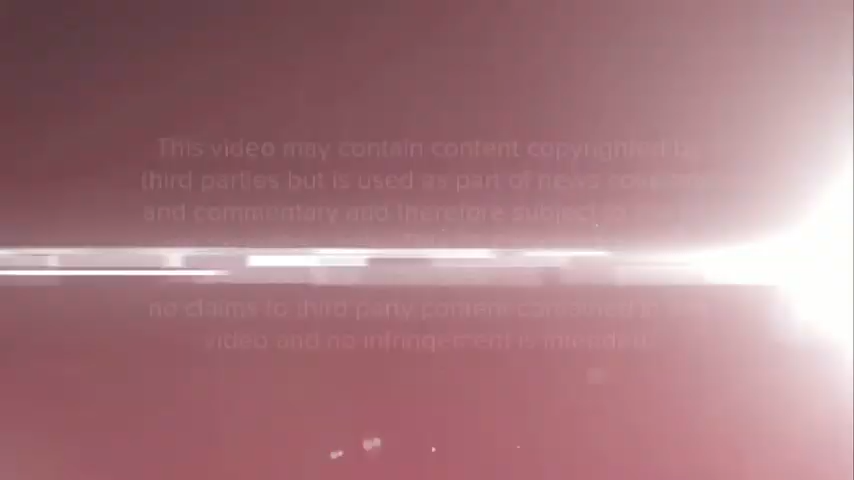 This video may contain content copyrighted by
third parties but is used as part of news
and commentary and therefore subject to
no claims to third party content contained
video and no infringement is intended